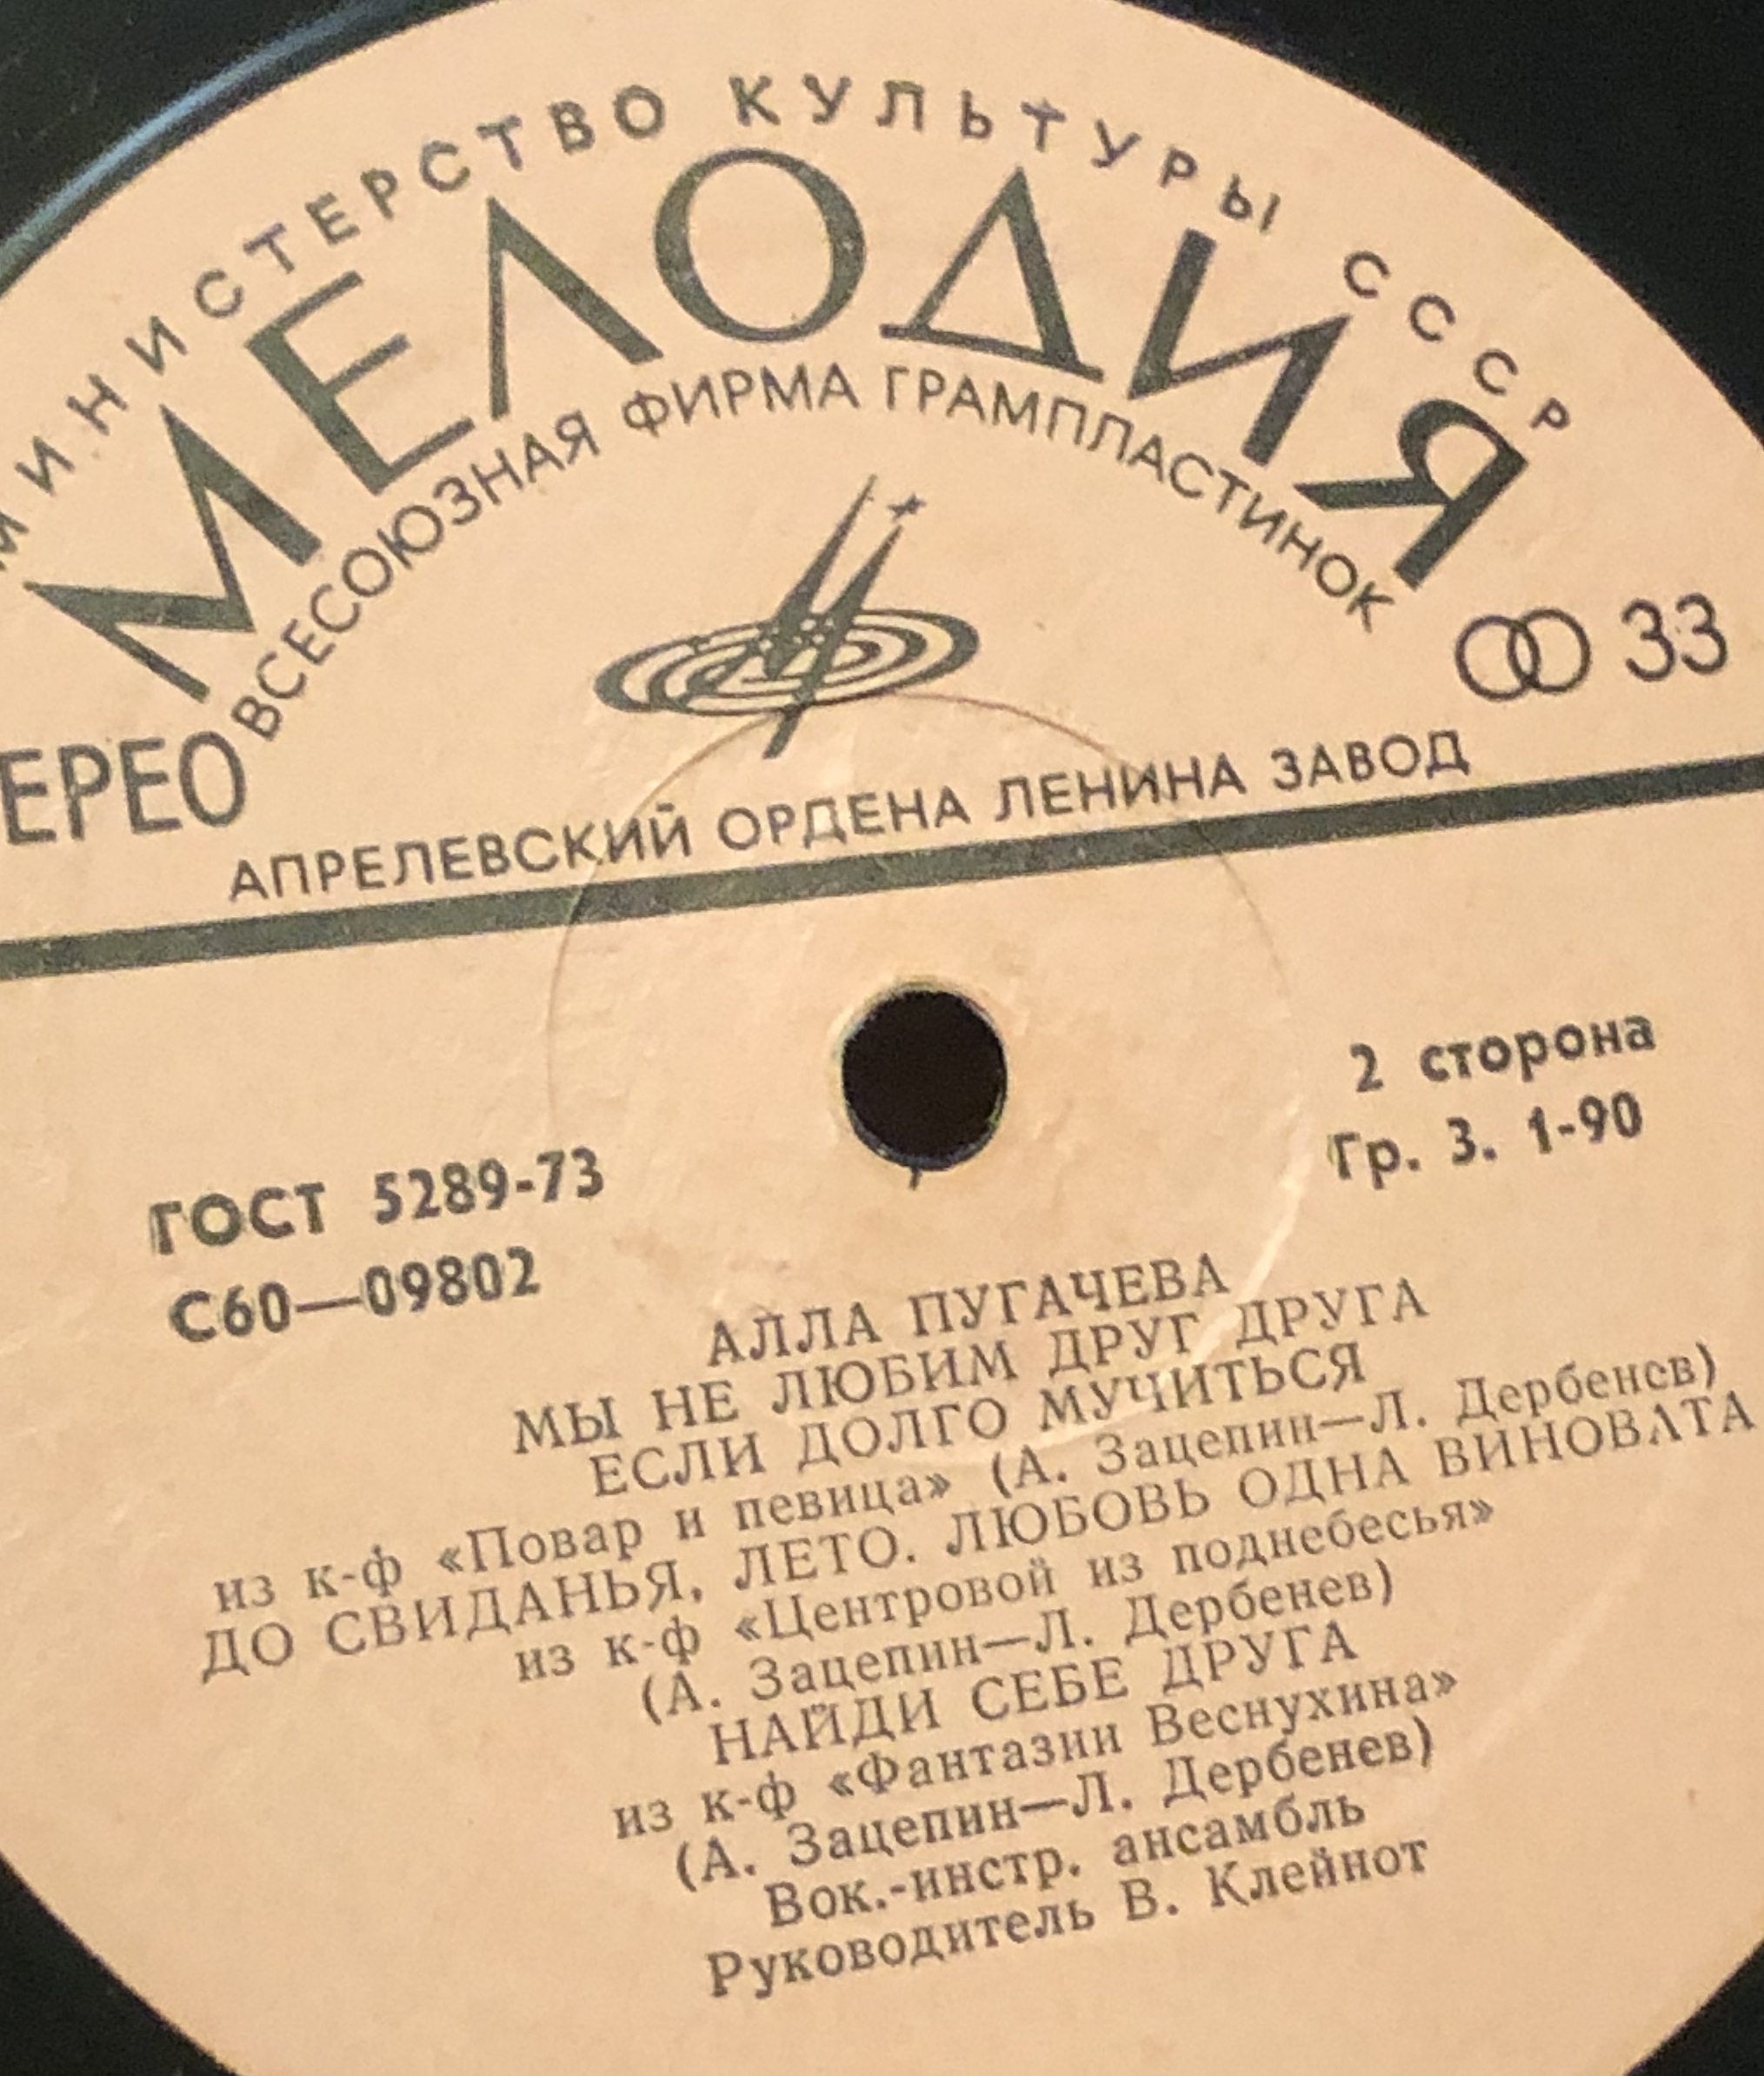 МИНИСТЕРСТВО КУЛЬТУРЫ СССР
МЕЛОДИЯ
ВСЕСОЮЗНАЯ ФИРМА ГРАМПЛАСТИНОК
ЕРЕО
33
АПРЕЛЕВСКИЙ ОРДЕНА ЛЕНИНА ЗАВОД
2 сторона
Гр. 3. 1-90
ГОСТ 5289-73
С60—09802
АЛЛА ПУГАЧЕВА
МЫ НЕ ЛЮБИМ ДРУГ ДРУГА
ЕСЛИ ДОЛГО МУЧИТЬСЯ
из к-ф «Повар и певица» (А. Зацепин—Л. Дербенев)
ДО СВИДАНЬЯ, ЛЕТО. ЛЮБОВЬ ОДНА ВИНОВАТА
из к-ф «Центровой из поднебесья»
(А. Зацепин—Л. Дербенев)
НАЙДИ СЕБЕ ДРУГА
из к-ф «Фантазии Веснухина»
(А. Зацепин—Л. Дербенев)
Вок.-инстр. ансамбль
Руководитель В. Клейнот